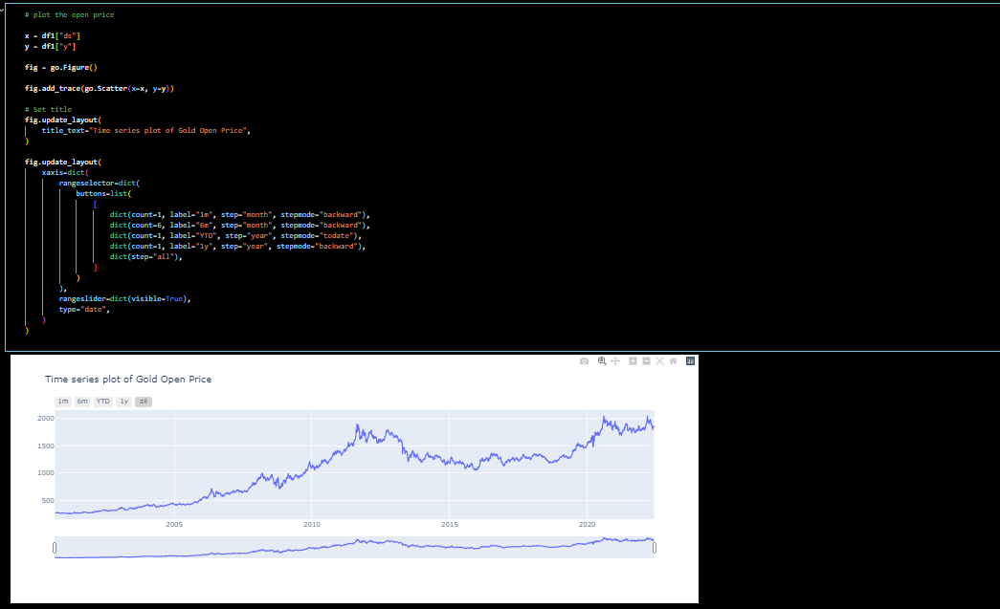 # plot the open price
x = df1["ds"]
y = df1["y"]
fig = go.Figure()
fig.add_trace(go.Scatter(x=x, y=y))
# Set title
fig.update_layout(
    title_text="Time series plot of Gold Open Price",
)
fig.update_layout(
    xaxis=dict(
        rangeselector=dict(
            buttons=list(
                [
                    dict(count=1, label="1m", step="month", stepmode="backward"),
                    dict(count=6, label="6m", step="month", stepmode="backward"),
                    dict(count=1, label="YTD", step="year", stepmode="todate"),
                    dict(count=1, label="1y", step="year", stepmode="backward"),
                    dict(step="all"),
                ]
            )
        ),
        rangeslider=dict(visible=True),
        type="date",
    )
)
Time series plot of Gold Open Price
1m 6m YTD 1y all
2000
1500
1000
500
2005 2010 2015 2020